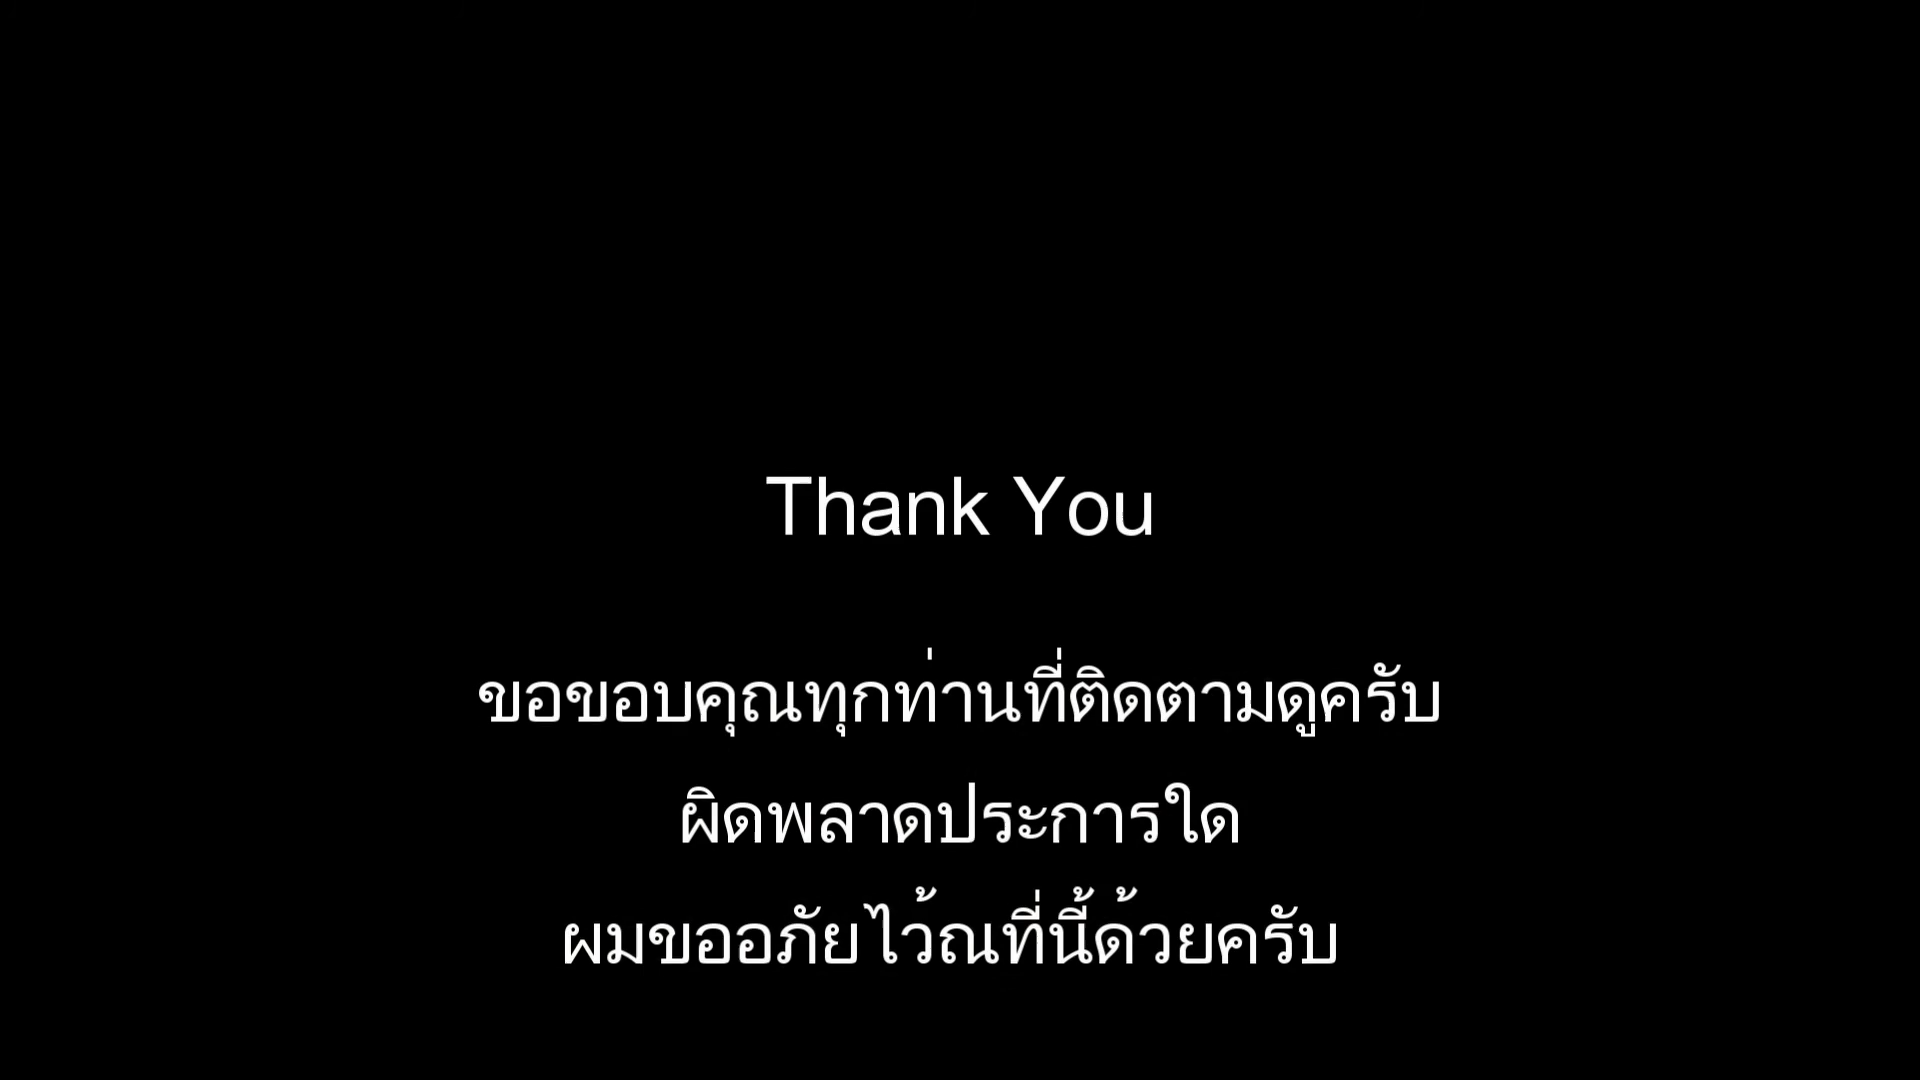 Thank You
ขอขอบคุณทุกท่านที่ติดตามดูครับ
ผิดพลาดประการใด
ผมขออภัยไว้ณที่นี้ด้วยครับ